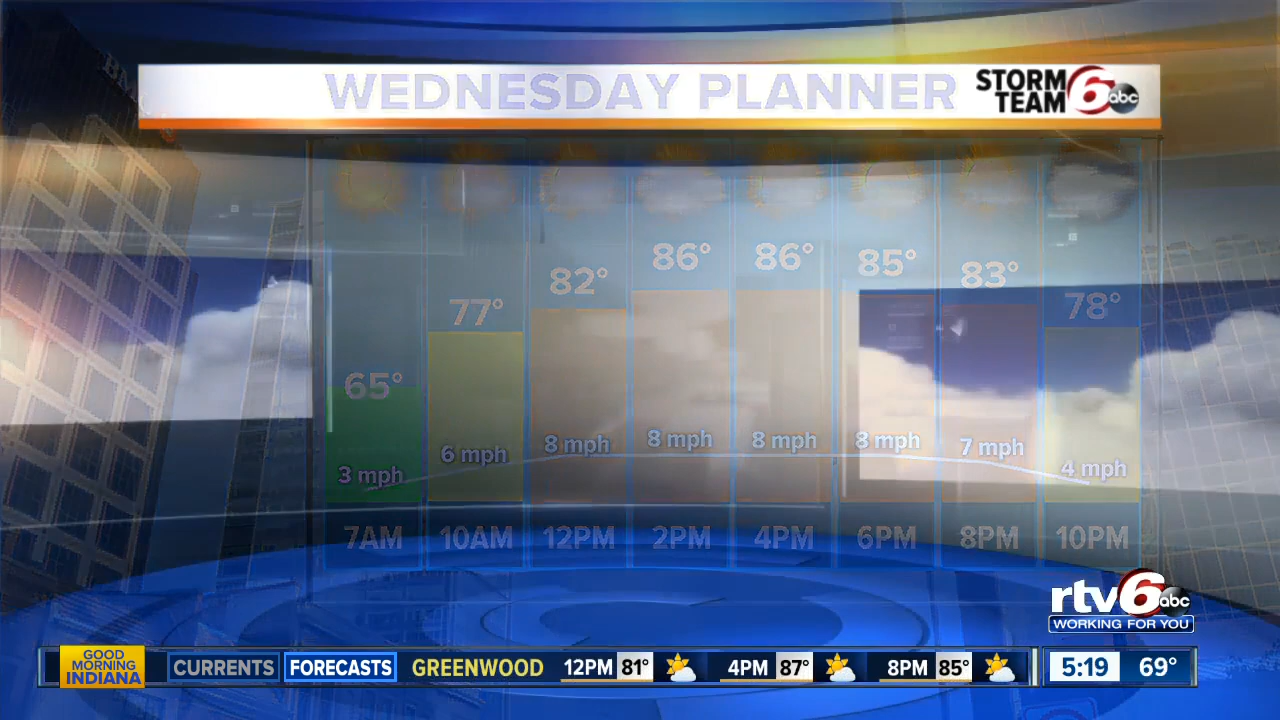 WEDNESDAY PLANNER
STORM TEAM 6 abc
65° 77° 82° 86° 86° 85° 83° 78°
3 mph 6 mph 8 mph 8 mph 8 mph 8 mph 7 mph 4 mph
7AM 10AM 12PM 2PM 4PM 6PM 8PM 10PM
rtv6 abc
WORKING FOR YOU
GOOD MORNING INDIANA
CURRENTS FORECASTS GREENWOOD 12PM 81° 4PM 87° 8PM 85° 5:19 69°